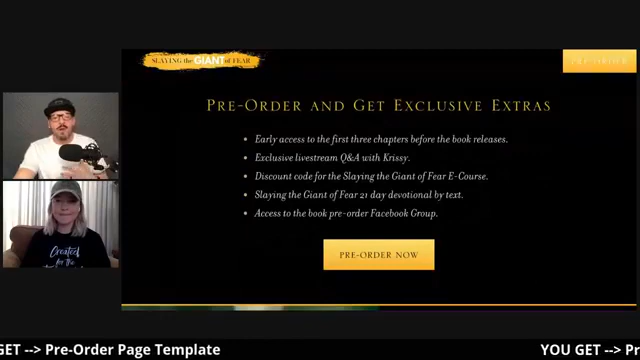 SLAYING the GIANT of FEAR
PRE-ORDER
PRE-ORDER AND GET EXCLUSIVE EXTRAS
Early access to the first three chapters before the book releases.
Exclusive livestream Q&A with Krissy.
Discount code for the Slaying the Giant of Fear E-Course.
Slaying the Giant of Fear 21 day devotional by text.
Access to the book pre-order Facebook Group.
PRE-ORDER NOW
Created
for the
GET --> Pre-Order Page Template
YOU GET --> Pr